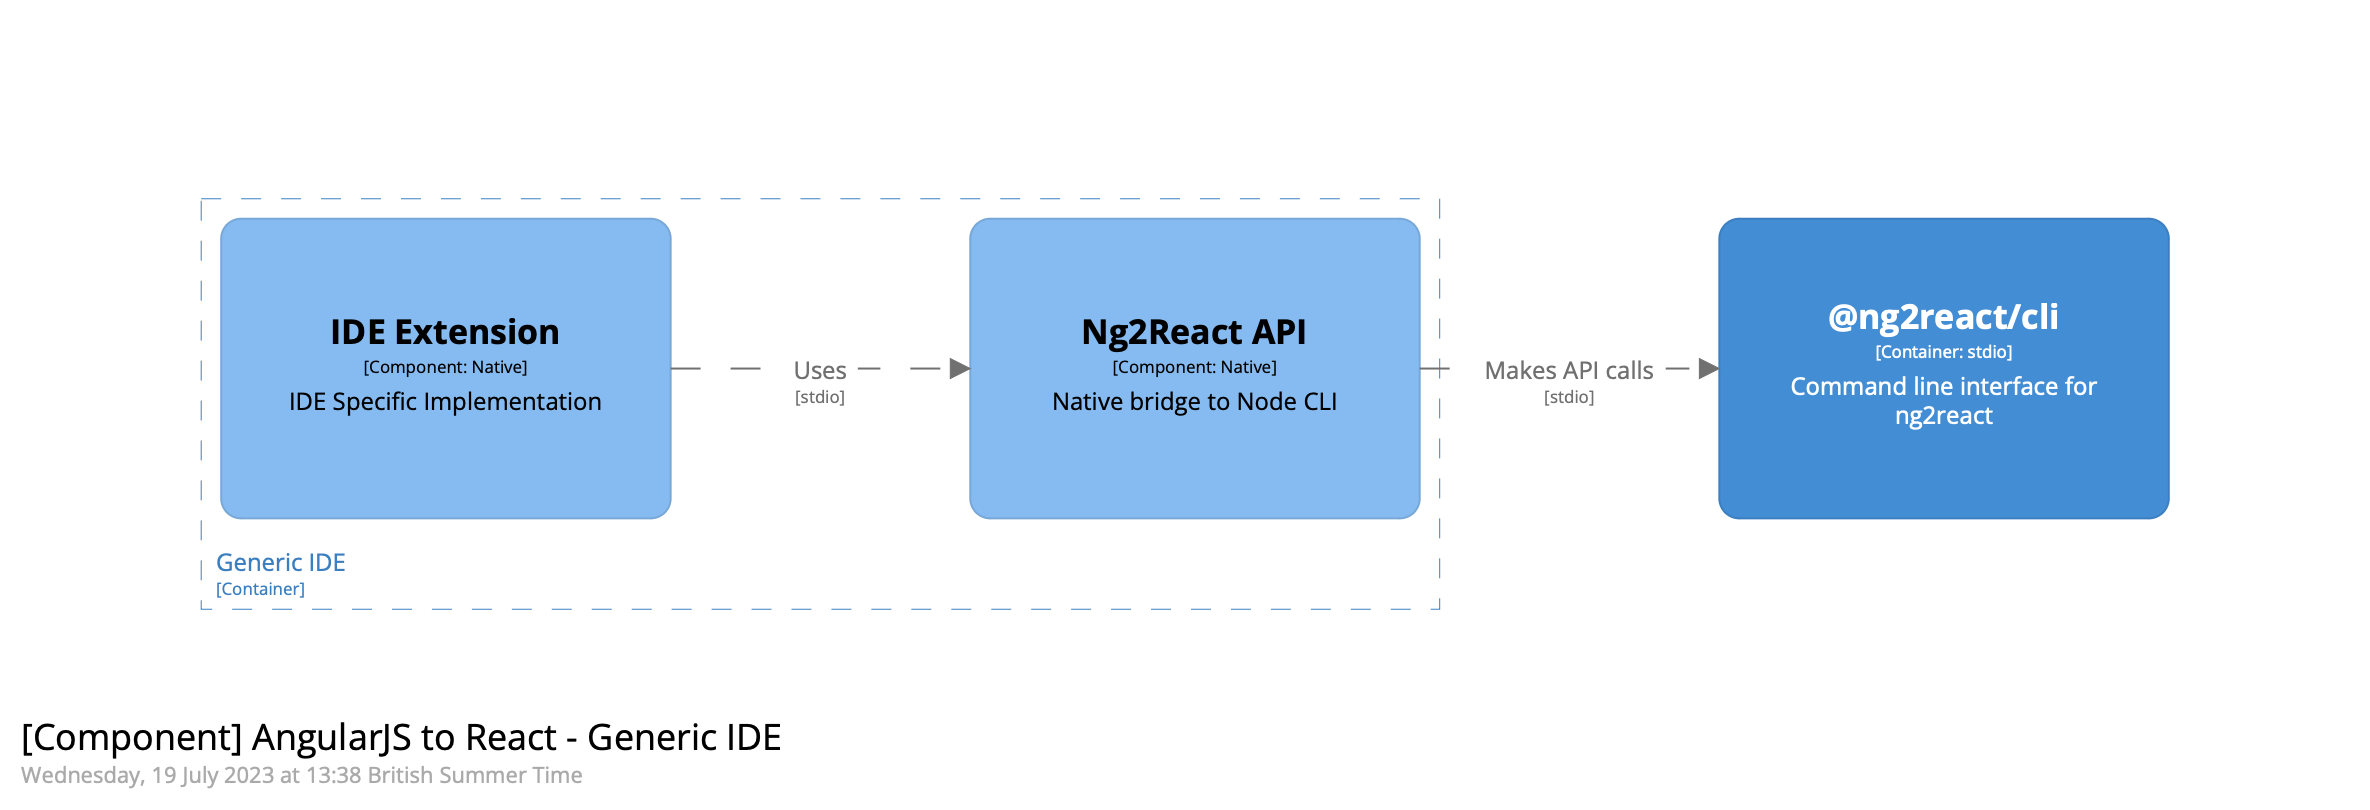 IDE Extension
[Component: Native]
IDE Specific Implementation
Uses
[stdio]
Ng2React API
[Component: Native]
Native bridge to Node CLI
Makes API calls
[stdio]
@ng2react/cli
[Container: stdio]
Command line interface for
ng2react
Generic IDE
[Container]
[Component] AngularJS to React - Generic IDE
Wednesday, 19 July 2023 at 13:38 British Summer Time